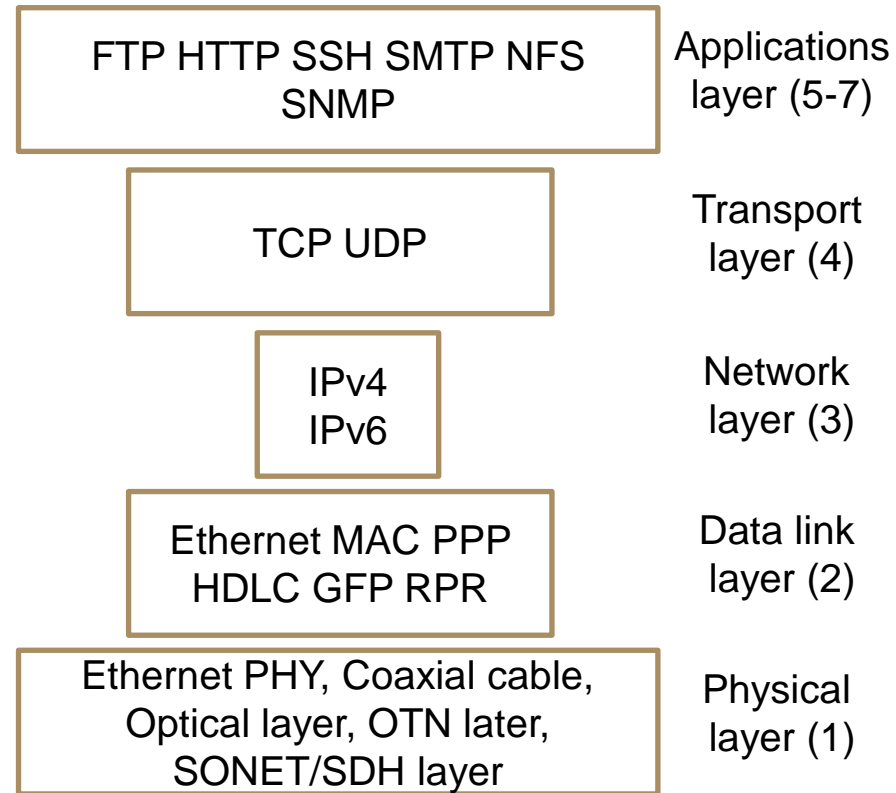 FTP HTTP SSH SMTP NFS
SNMP
Applications
layer (5-7)
TCP UDP
Transport
layer (4)
IPv4
IPv6
Network
layer (3)
Ethernet MAC PPP
HDLC GFP RPR
Data link
layer (2)
Ethernet PHY, Coaxial cable,
Optical layer, OTN later,
SONET/SDH layer
Physical
layer (1)